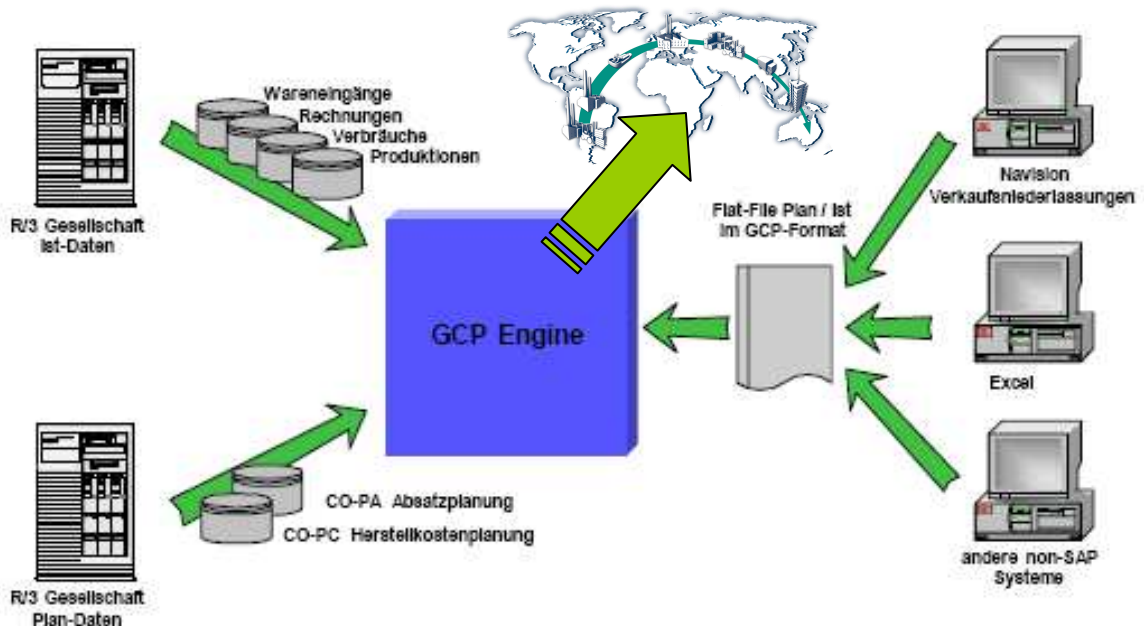 Wareneingänge
Rechnungen
Verbräuche
Produktionen
R/3 Gesellschaft
Ist-Daten
GCP Engine
Flat-File Plan / Ist
im GCP-Format
Navision
Verkaufsniederlassungen
Excel
andere non-SAP
Systeme
CO-PA Absatzplanung
CO-PC Herstellkostenplanung
R/3 Gesellschaft
Plan-Daten